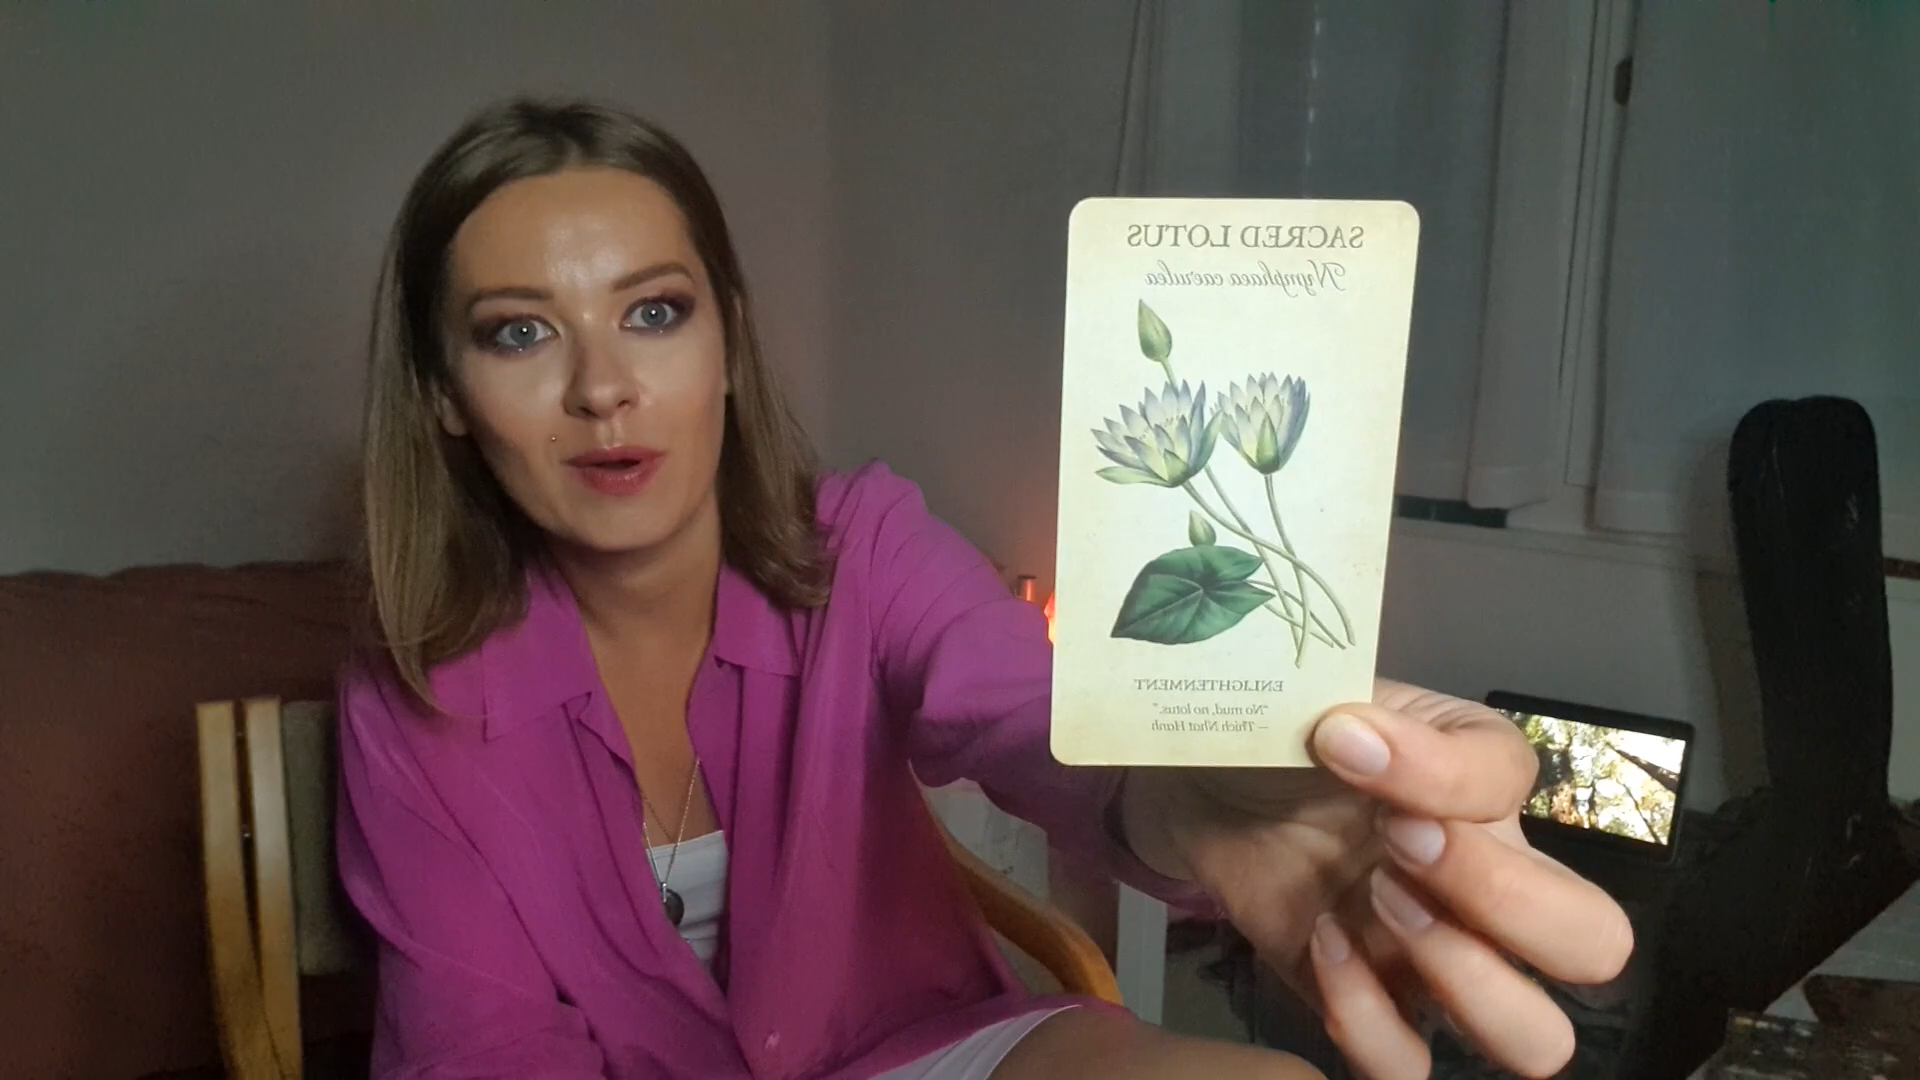 SACRED LOTUS
Nymphaea caerulea
ENLIGHTENMENT
"No mud, no lotus."
— Thich Nhat Hanh